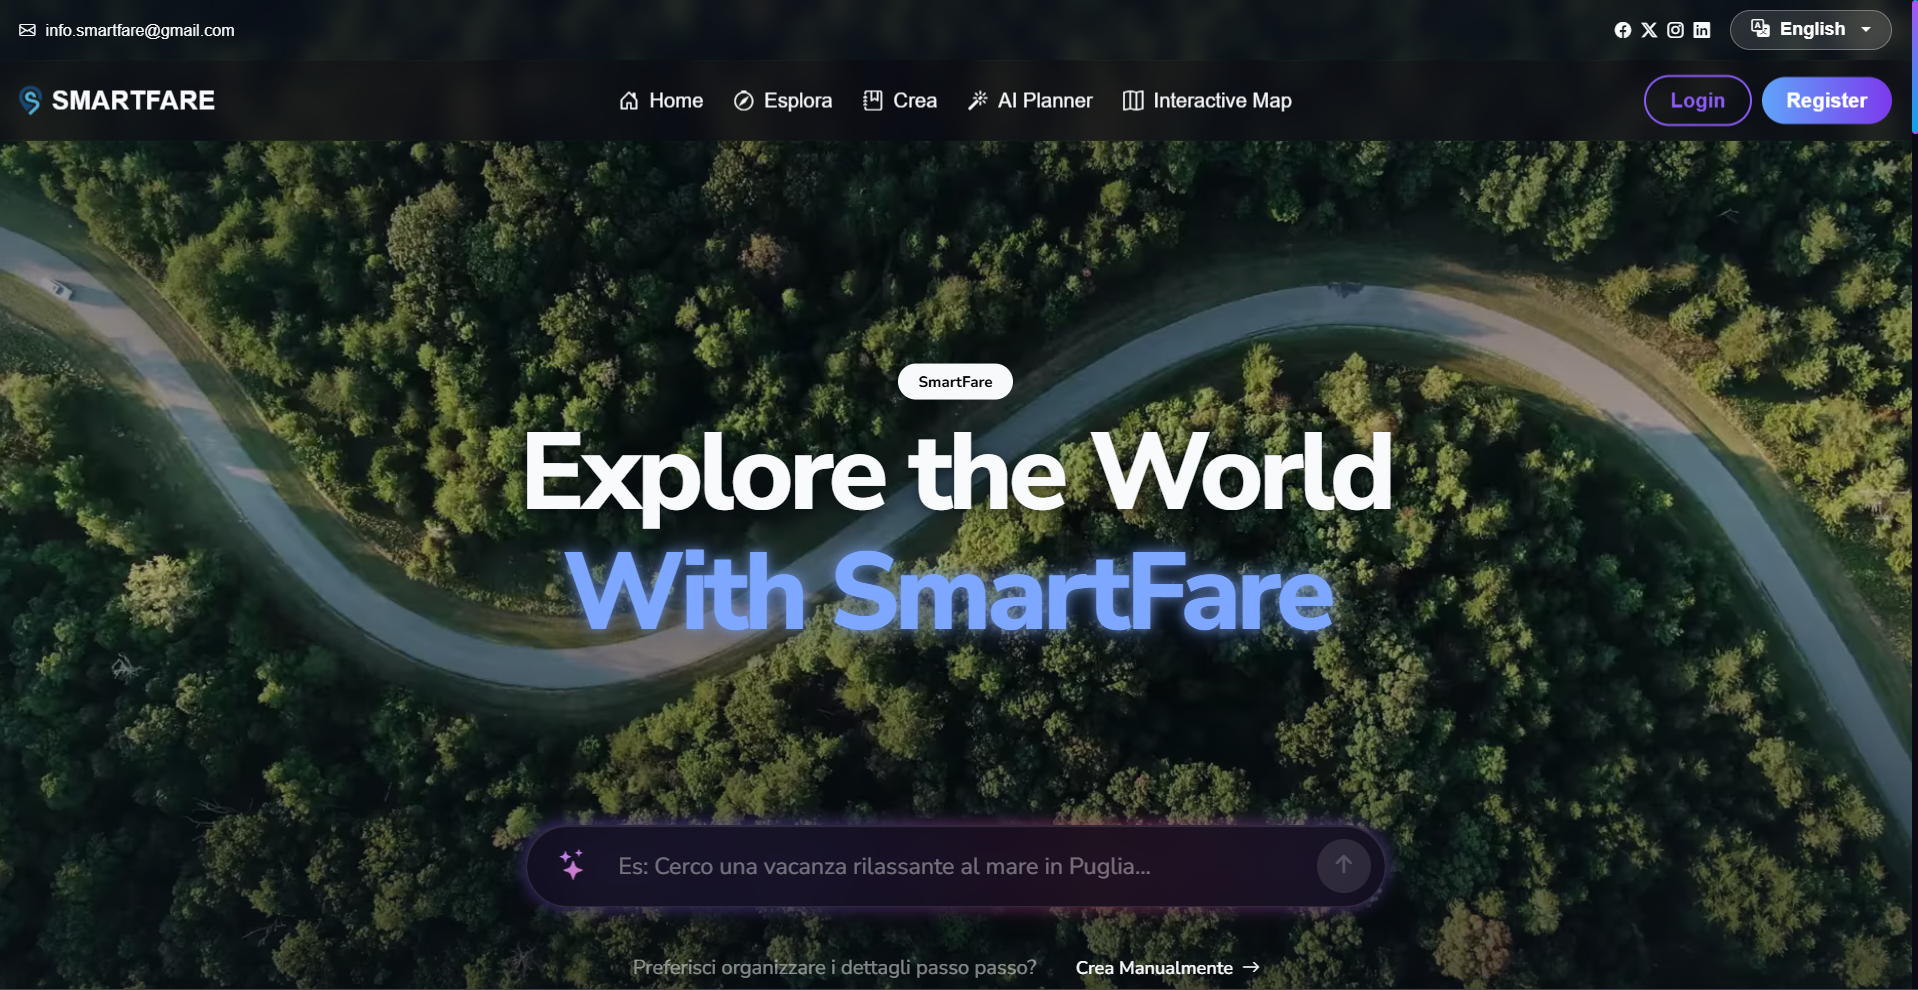 info.smartfare@gmail.com
English
SMARTFARE
Home
Esplora
Crea
AI Planner
Interactive Map
Login
Register
SmartFare
Explore the World
With SmartFare
Es: Cerco una vacanza rilassante al mare in Puglia...
Preferisci organizzare i dettagli passo passo?
Crea Manualmente →